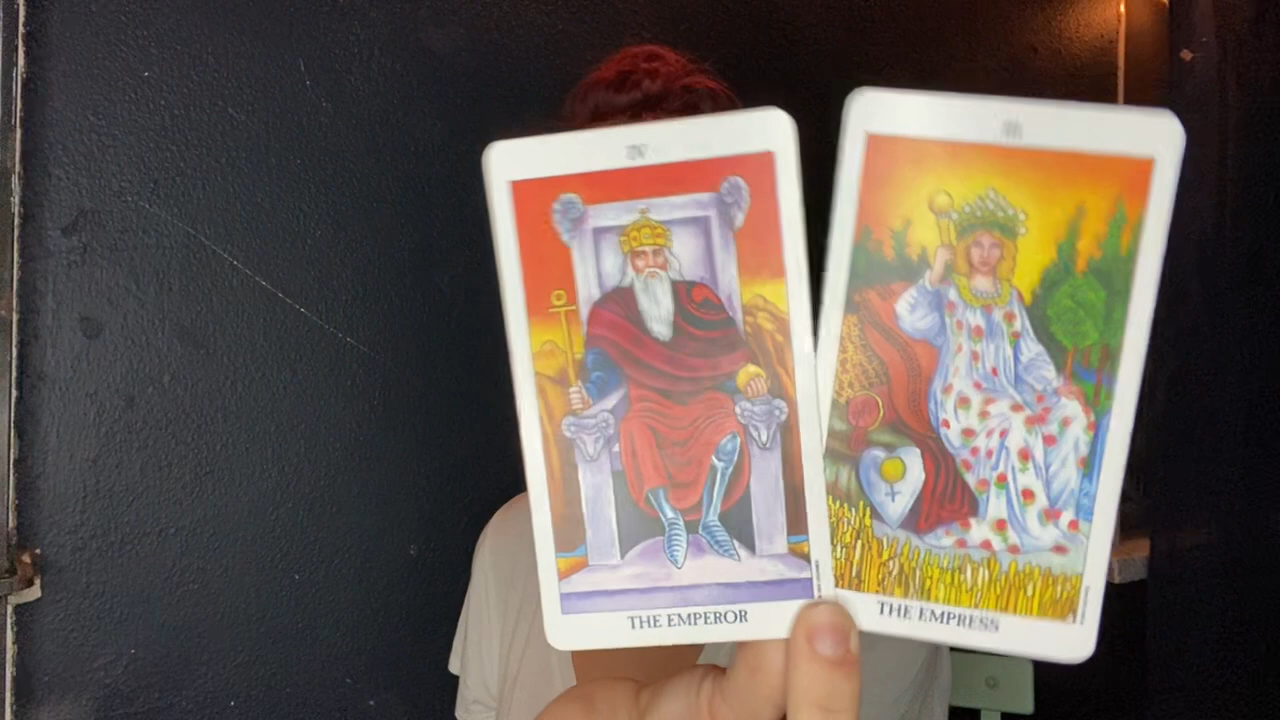 IV
THE EMPEROR
III
THE EMPRESS